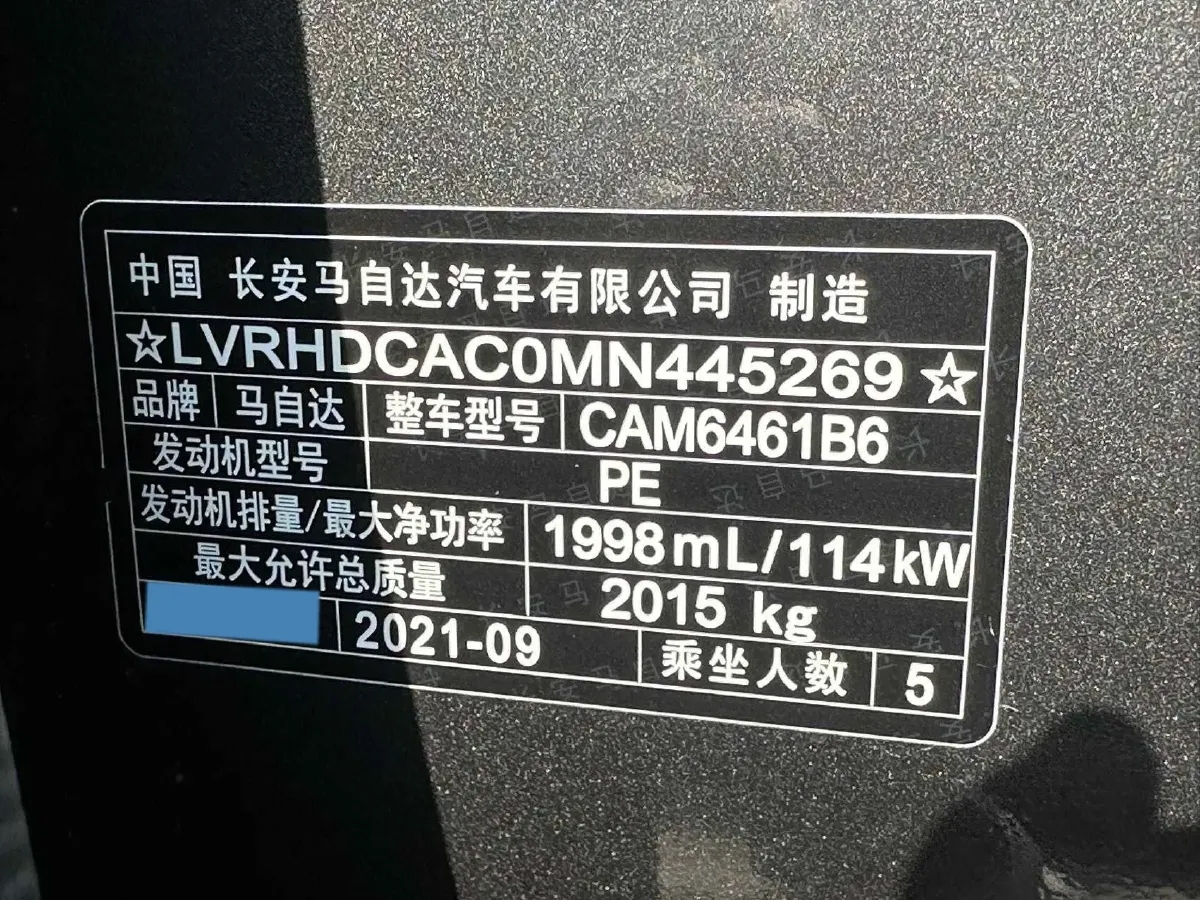 中国 长安马自达汽车有限公司 制造
☆LVRHDCAC0MN445269☆
品牌 马自达 整车型号 CAM6461B6
发动机型号 PE
发动机排量/最大净功率 1998mL/114kW
最大允许总质量 2015 kg
2021-09 乘坐人数 5